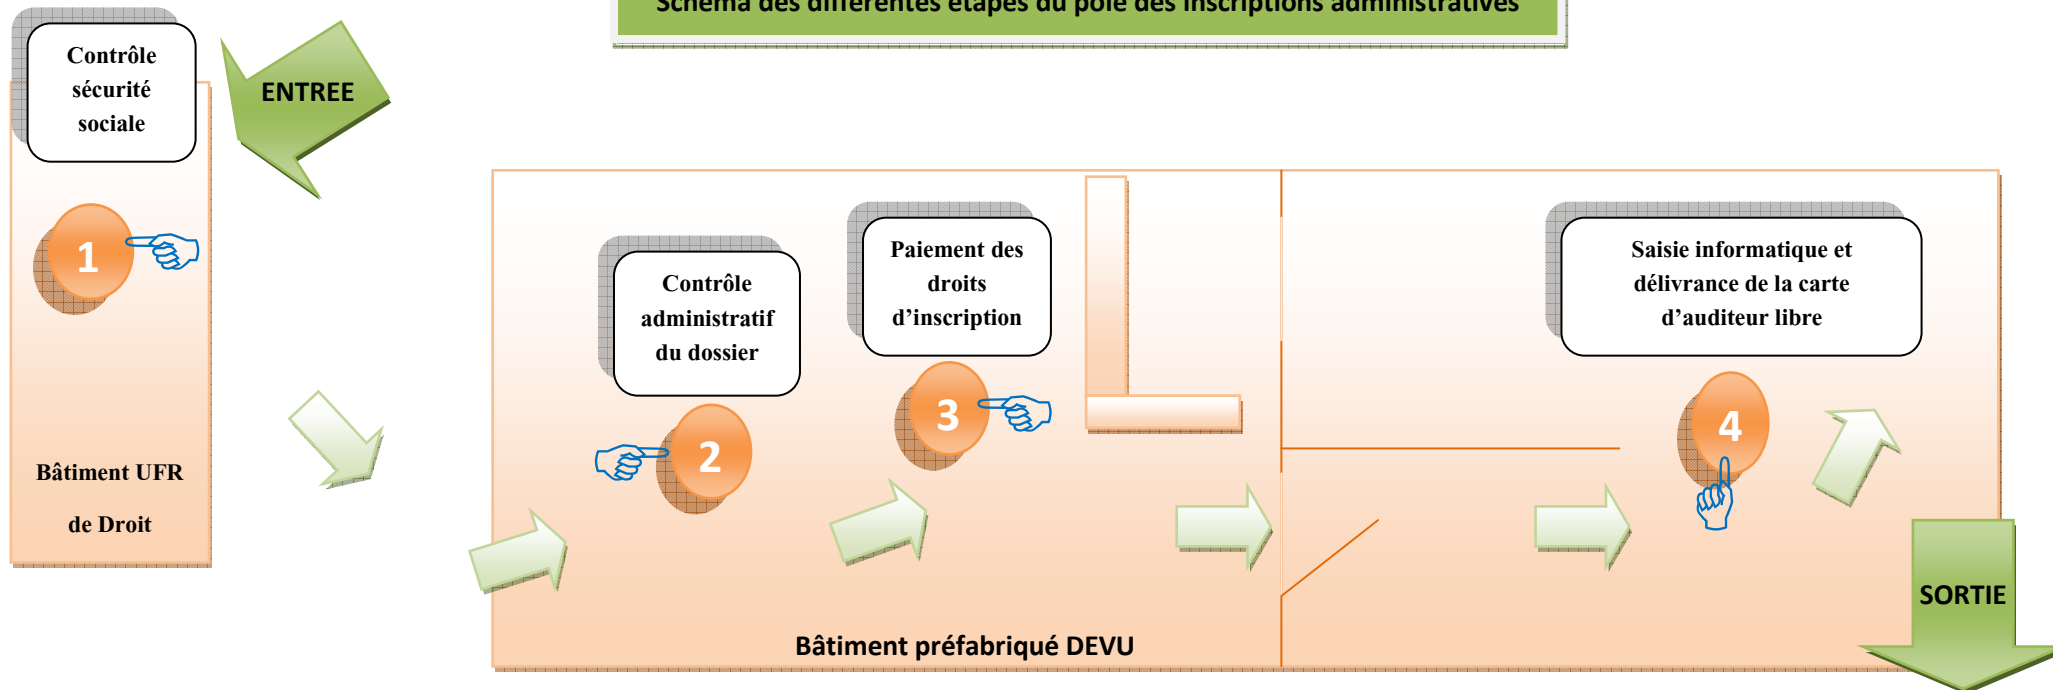 Schéma des différentes étapes du pôle des inscriptions administratives
Contrôle
sécurité
sociale
ENTREE
1
Bâtiment UFR
de Droit
Contrôle
administratif
du dossier
2
Paiement des
droits
d’inscription
3
Saisie informatique et
délivrance de la carte
d’auditeur libre
4
SORTIE
Bâtiment préfabriqué DEVU